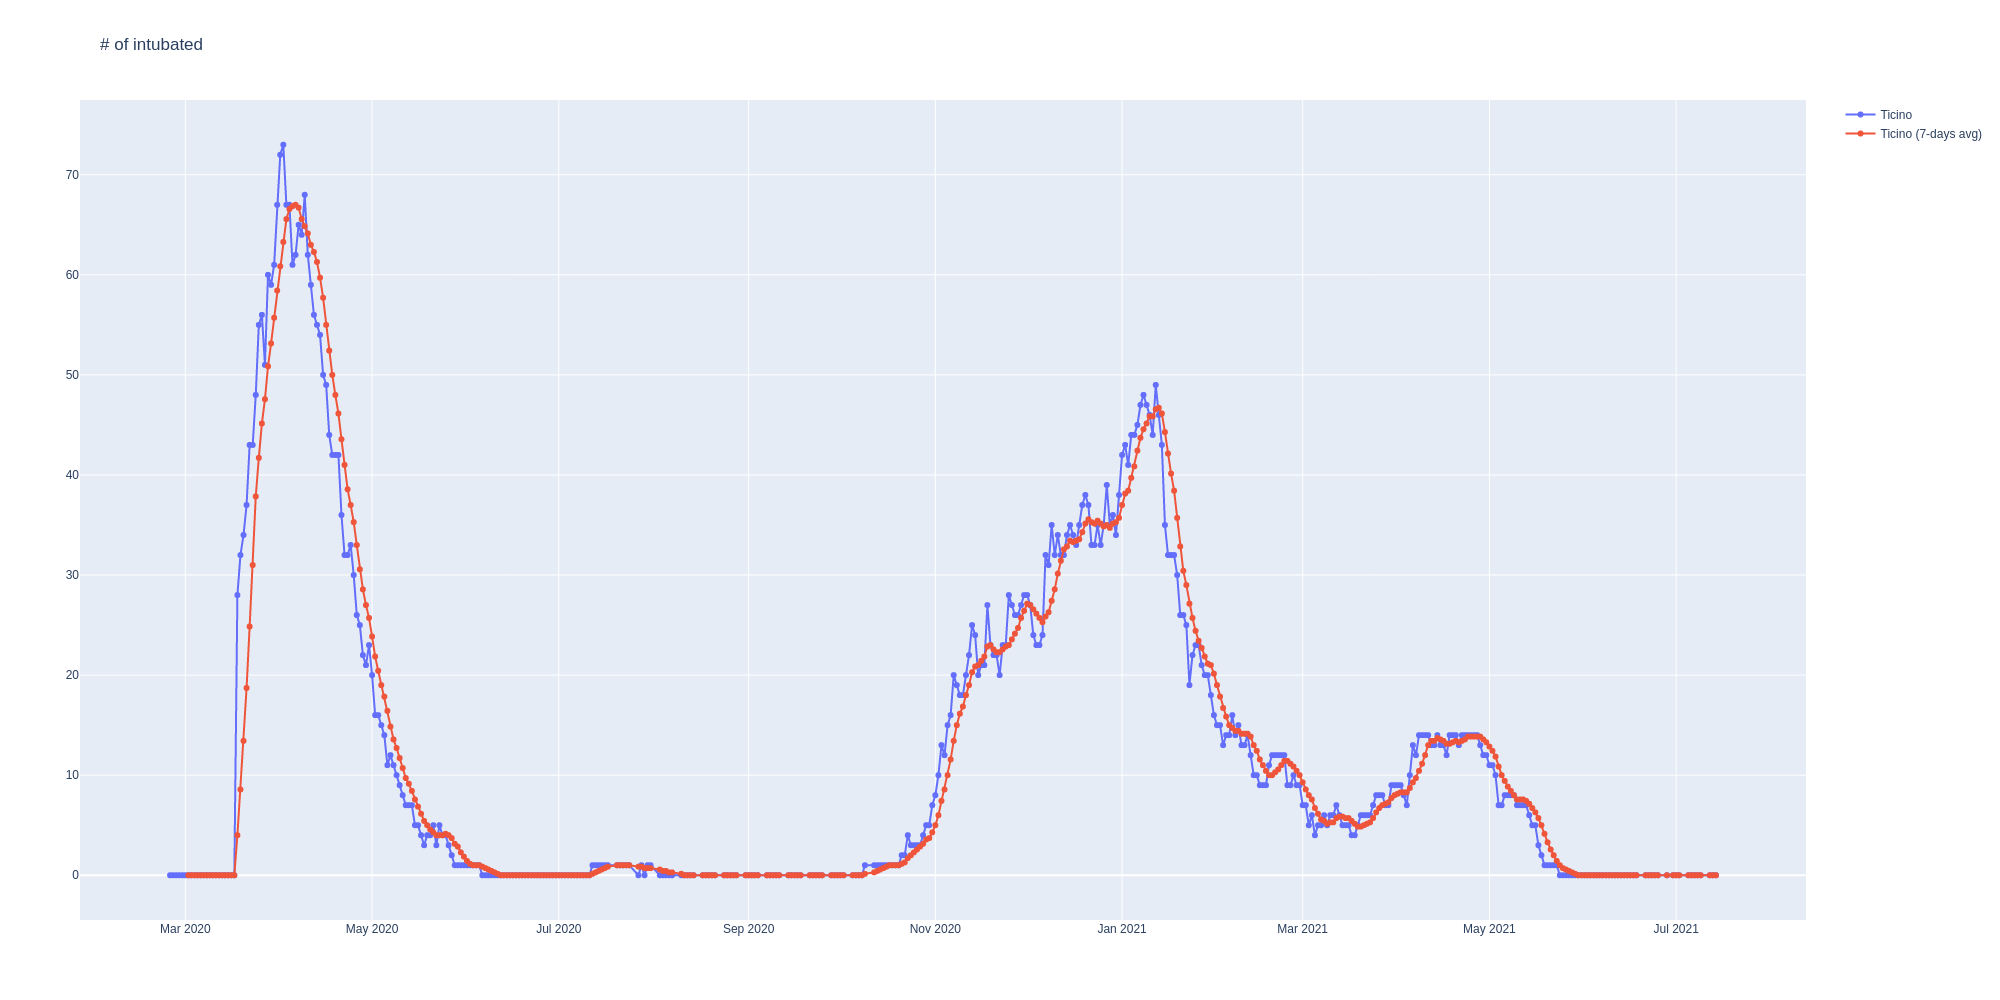 # of intubated
Ticino
Ticino (7-days avg)
70
60
50
40
30
20
10
0
Mar 2020
May 2020
Jul 2020
Sep 2020
Nov 2020
Jan 2021
Mar 2021
May 2021
Jul 2021